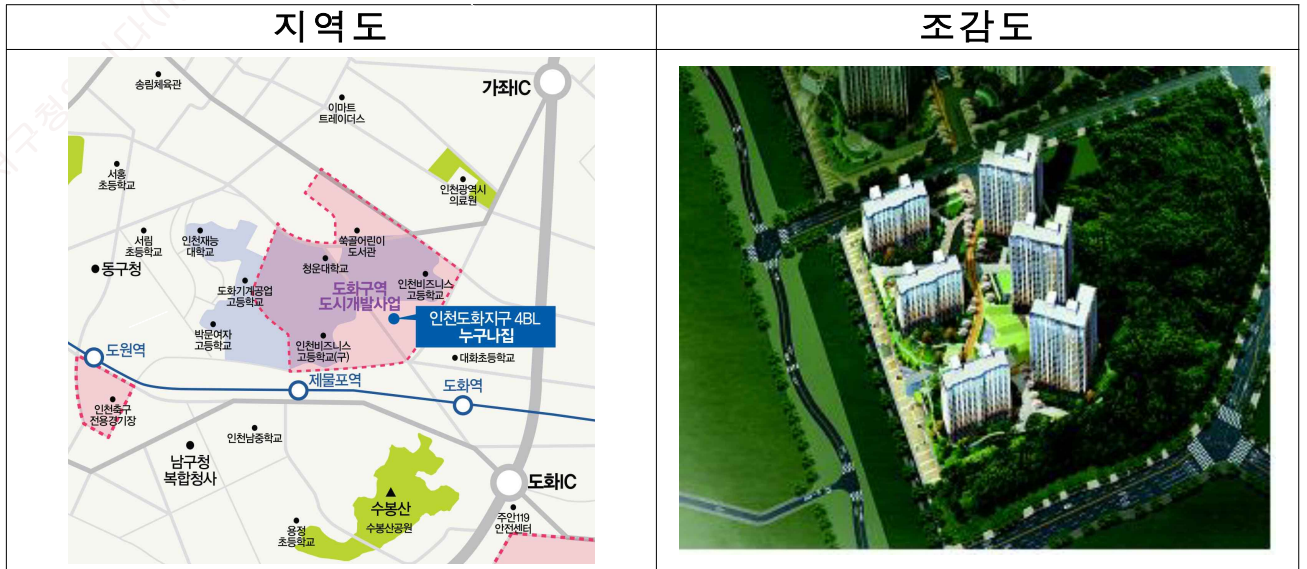 지역도
조감도
송림체육관
이마트
트레이더스
가좌IC
서흥
초등학교
인천광역시
의료원
서림
초등학교
인천재능
대학교
쑥골어린이
도서관
동구청
청운대학교
도화기계공업
고등학교
도화구역
도시개발사업
인천비즈니스
고등학교
인천도화지구 4BL
누구나집
박문여자
고등학교
인천비즈니스
고등학교(구)
대화초등학교
도원역
제물포역
도화역
인천축구
전용경기장
인천남중학교
남구청
복합청사
도화IC
수봉산
수봉산공원
용정
초등학교
주안119
안전센터